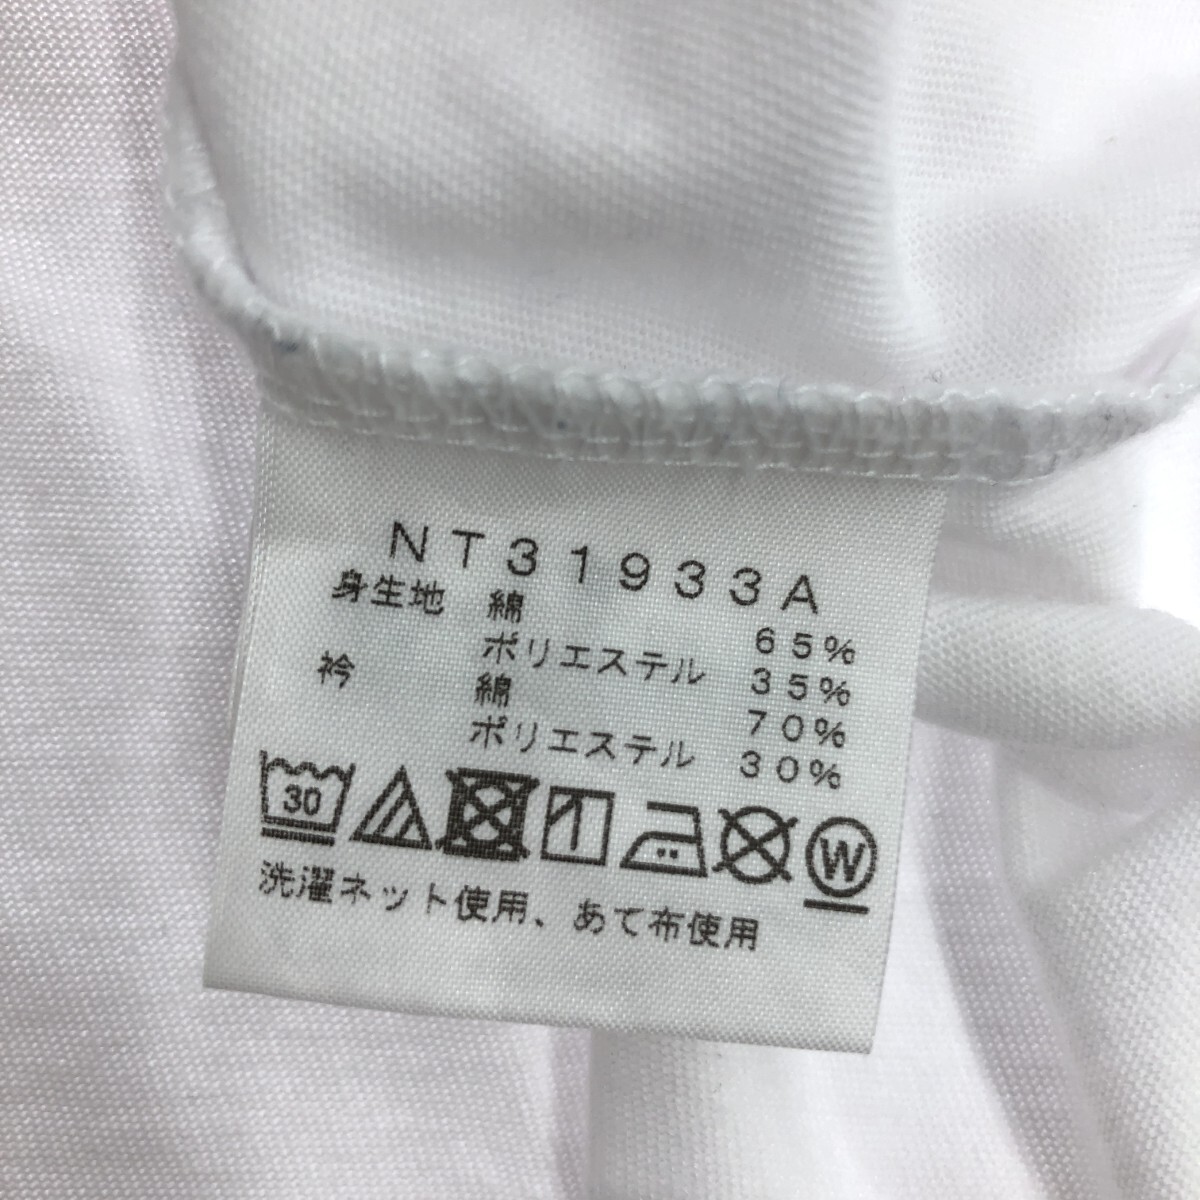 NT31933A
身生地 綿 65%
ポリエステル 35%
衿 綿 70%
ポリエステル 30%
30 W
洗濯ネット使用、あて布使用